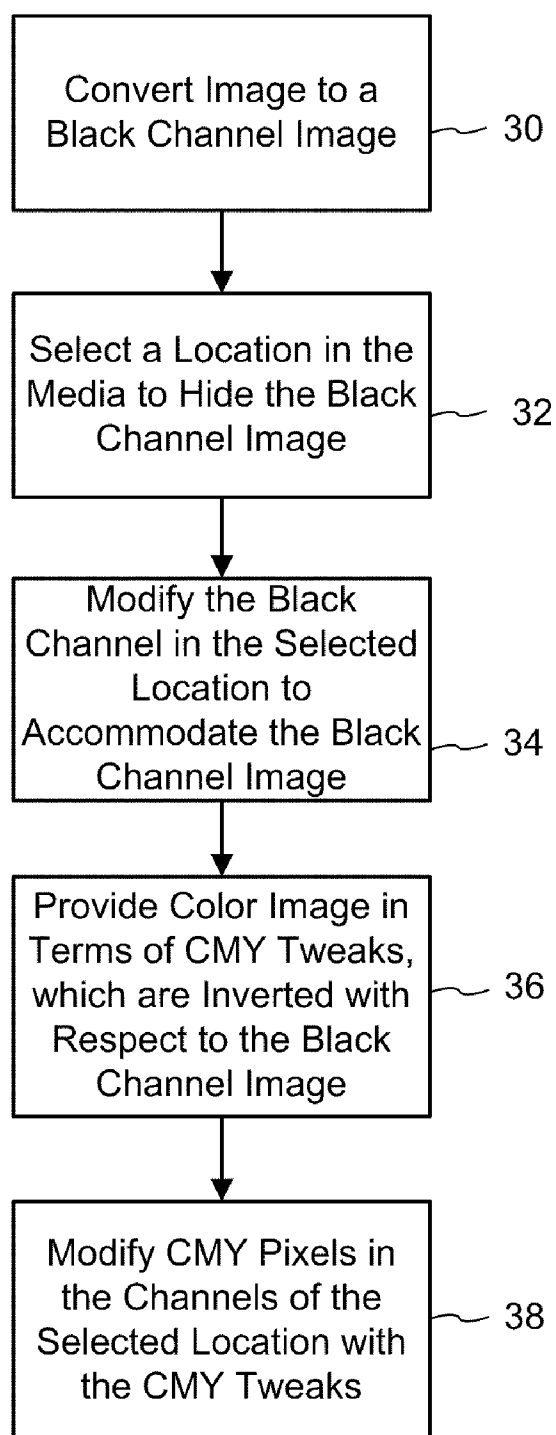 Convert Image to a
Black Channel Image
30
Select a Location in the
Media to Hide the Black
Channel Image
32
Modify the Black
Channel in the Selected
Location to
Accommodate the Black
Channel Image
34
Provide Color Image in
Terms of CMY Tweaks,
which are Inverted with
Respect to the Black
Channel Image
36
Modify CMY Pixels in
the Channels of the
Selected Location with
the CMY Tweaks
38